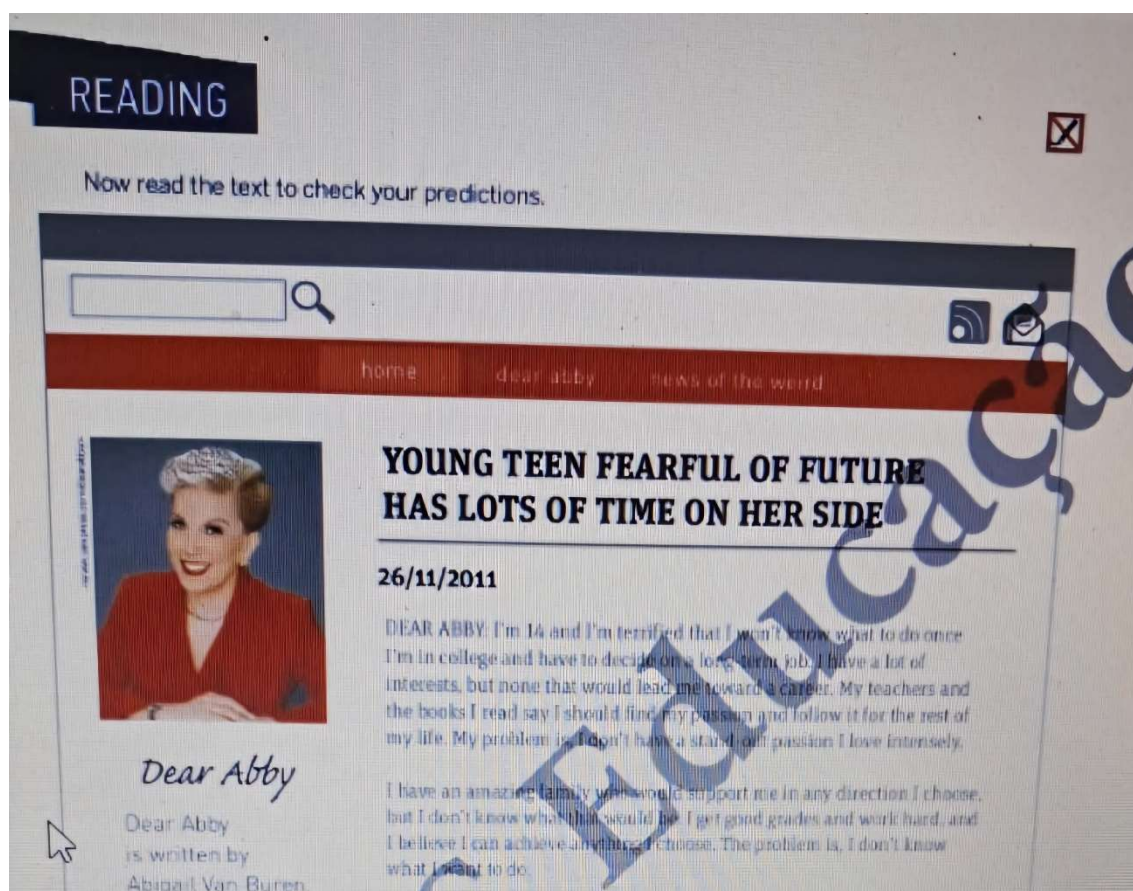 READING
X
Now read the text to check your predictions.
home dear abby news of the weird
YOUNG TEEN FEARFUL OF FUTURE
HAS LOTS OF TIME ON HER SIDE
26/11/2011
DEAR ABBY: I'm 14 and I'm terrified that I won't know what to do once
I'm in college and have to decide on a long-term job. I have a lot of
interests, but none that would lead me toward a career. My teachers and
the books I read say I should find my passion and follow it for the rest of
my life. My problem is, I don't have a stand-out passion I love intensely.
I have an amazing family who would support me in any direction I choose,
but I don't know what that would be. I get good grades and work hard, and
I believe I can achieve anything I choose. The problem is, I don't know
what I want to do.
Dear Abby
Dear Abby
is written by
Abigail Van Buren,
Educaçã